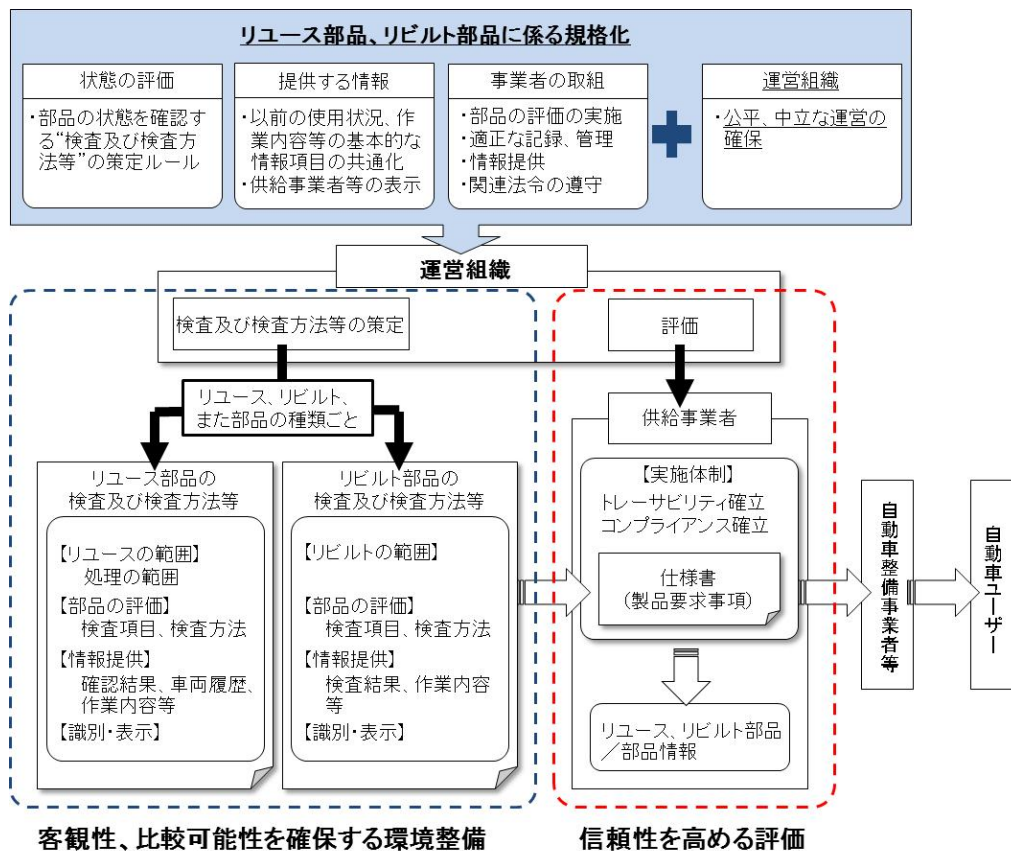 リユース部品、リビルト部品に係る規格化
状態の評価
・部品の状態を確認する“検査及び検査方法等”の策定ルール
提供する情報
・以前の使用状況、作業内容等の基本的な情報項目の共通化
・供給事業者等の表示
事業者の取組
・部品の評価の実施
・適正な記録、管理
・情報提供
・関連法令の遵守
運営組織
・公平、中立な運営の確保
運営組織
検査及び検査方法等の策定
評価
リユース、リビルト、
また部品の種類ごと
リユース部品の
検査及び検査方法等
【リユースの範囲】
処理の範囲
【部品の評価】
検査項目、検査方法
【情報提供】
確認結果、車両履歴、
作業内容等
【識別・表示】
リビルト部品の
検査及び検査方法等
【リビルトの範囲】
【部品の評価】
検査項目、検査方法
【情報提供】
検査結果、作業内容
等
【識別・表示】
供給事業者
【実施体制】
トレーサビリティ確立
コンプライアンス確立
仕様書
(製品要求事項)
リユース、リビルト部品
／部品情報
自動車整備事業者等
自動車ユーザー
客観性、比較可能性を確保する環境整備
信頼性を高める評価